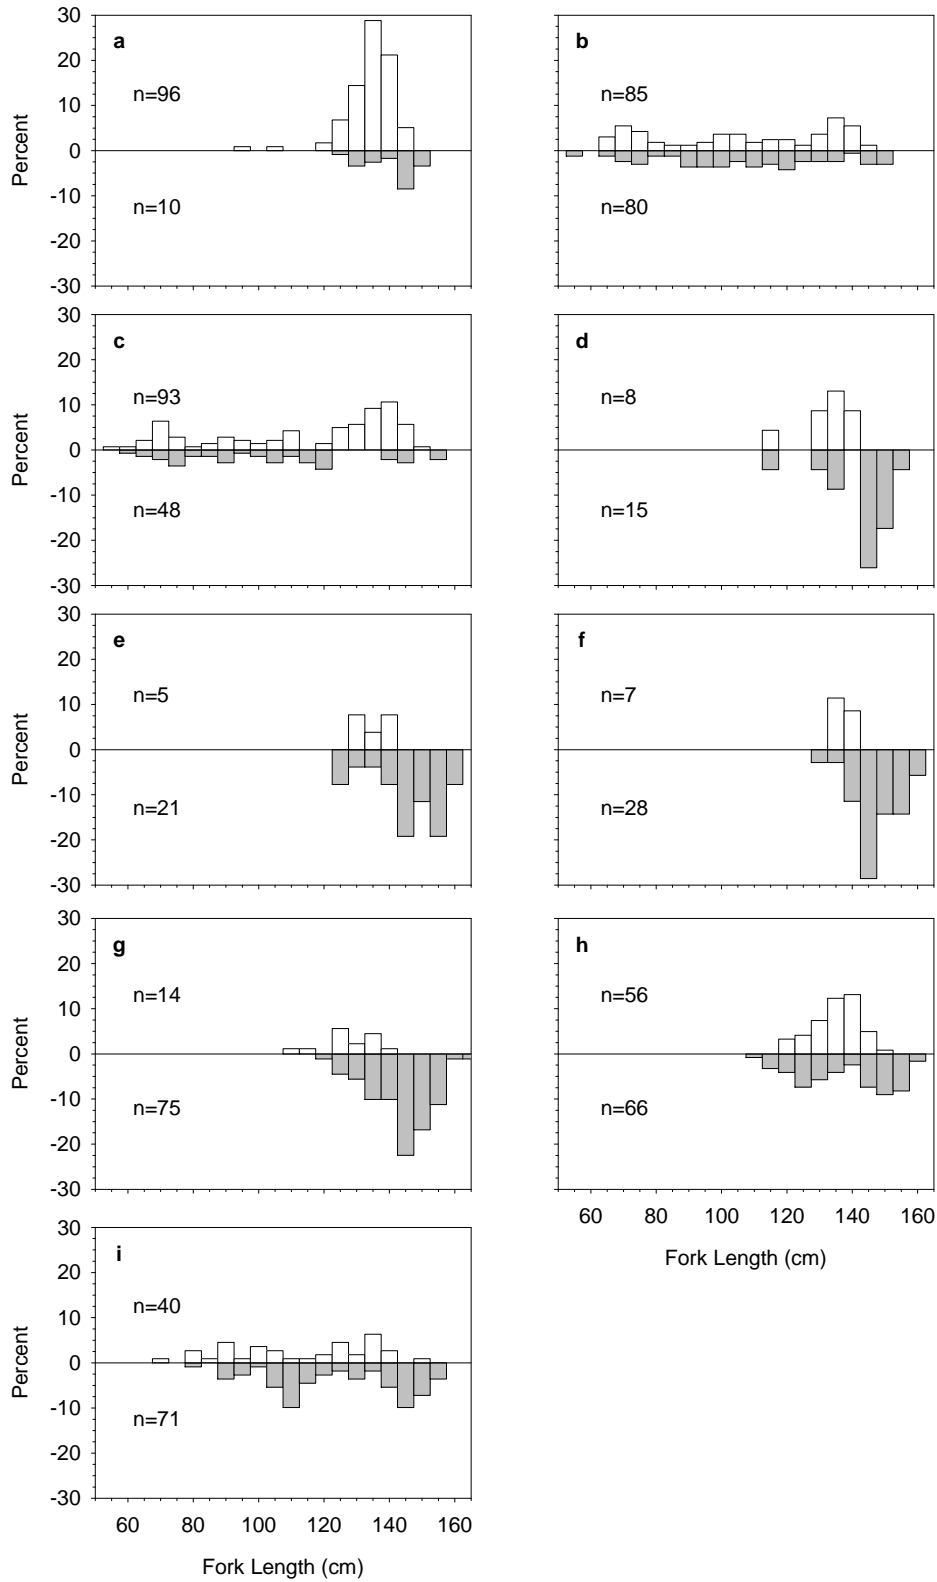 30
20
10
0
-10
-20
-30
Percent
a
n=96
n=10
b
n=85
n=80
30
20
10
0
-10
-20
-30
Percent
c
n=93
n=48
d
n=8
n=15
30
20
10
0
-10
-20
-30
Percent
e
n=5
n=21
f
n=7
n=28
30
20
10
0
-10
-20
-30
Percent
g
n=14
n=75
h
n=56
n=66
60 80 100 120 140 160
Fork Length (cm)
30
20
10
0
-10
-20
-30
Percent
i
n=40
n=71
60 80 100 120 140 160
Fork Length (cm)